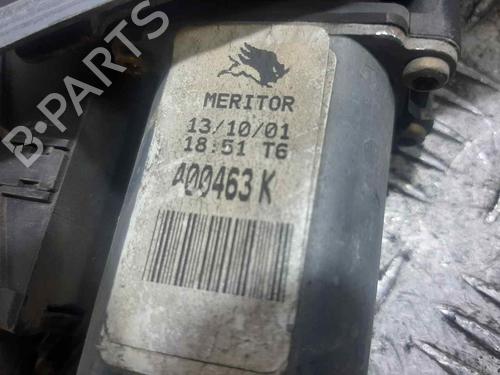 B-PARTS
MERITOR
13/10/01
18:51 T6
A00463 K